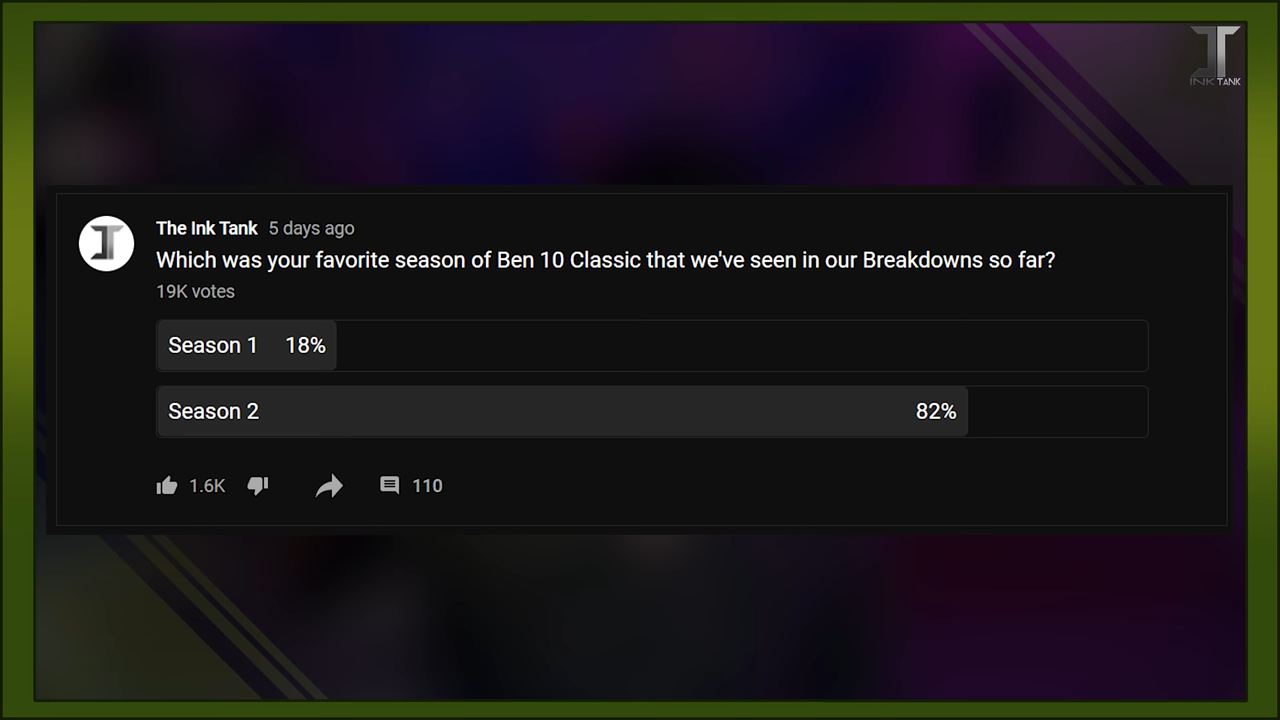 INK TANK
The Ink Tank 5 days ago
Which was your favorite season of Ben 10 Classic that we've seen in our Breakdowns so far?
19K votes
Season 1 18%
Season 2 82%
1.6K 110